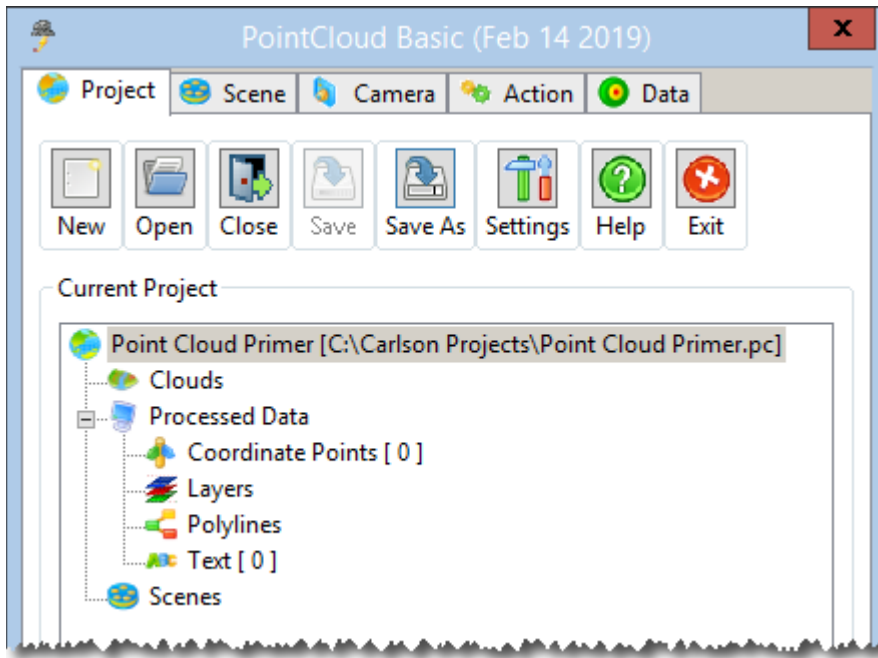 PointCloud Basic (Feb 14 2019)
x
Project Scene Camera Action Data
New Open Close Save Save As Settings Help Exit
Current Project
Point Cloud Primer [C:\Carlson Projects\Point Cloud Primer.pc]
Clouds
Processed Data
Coordinate Points [ 0 ]
Layers
Polylines
Text [ 0 ]
Scenes